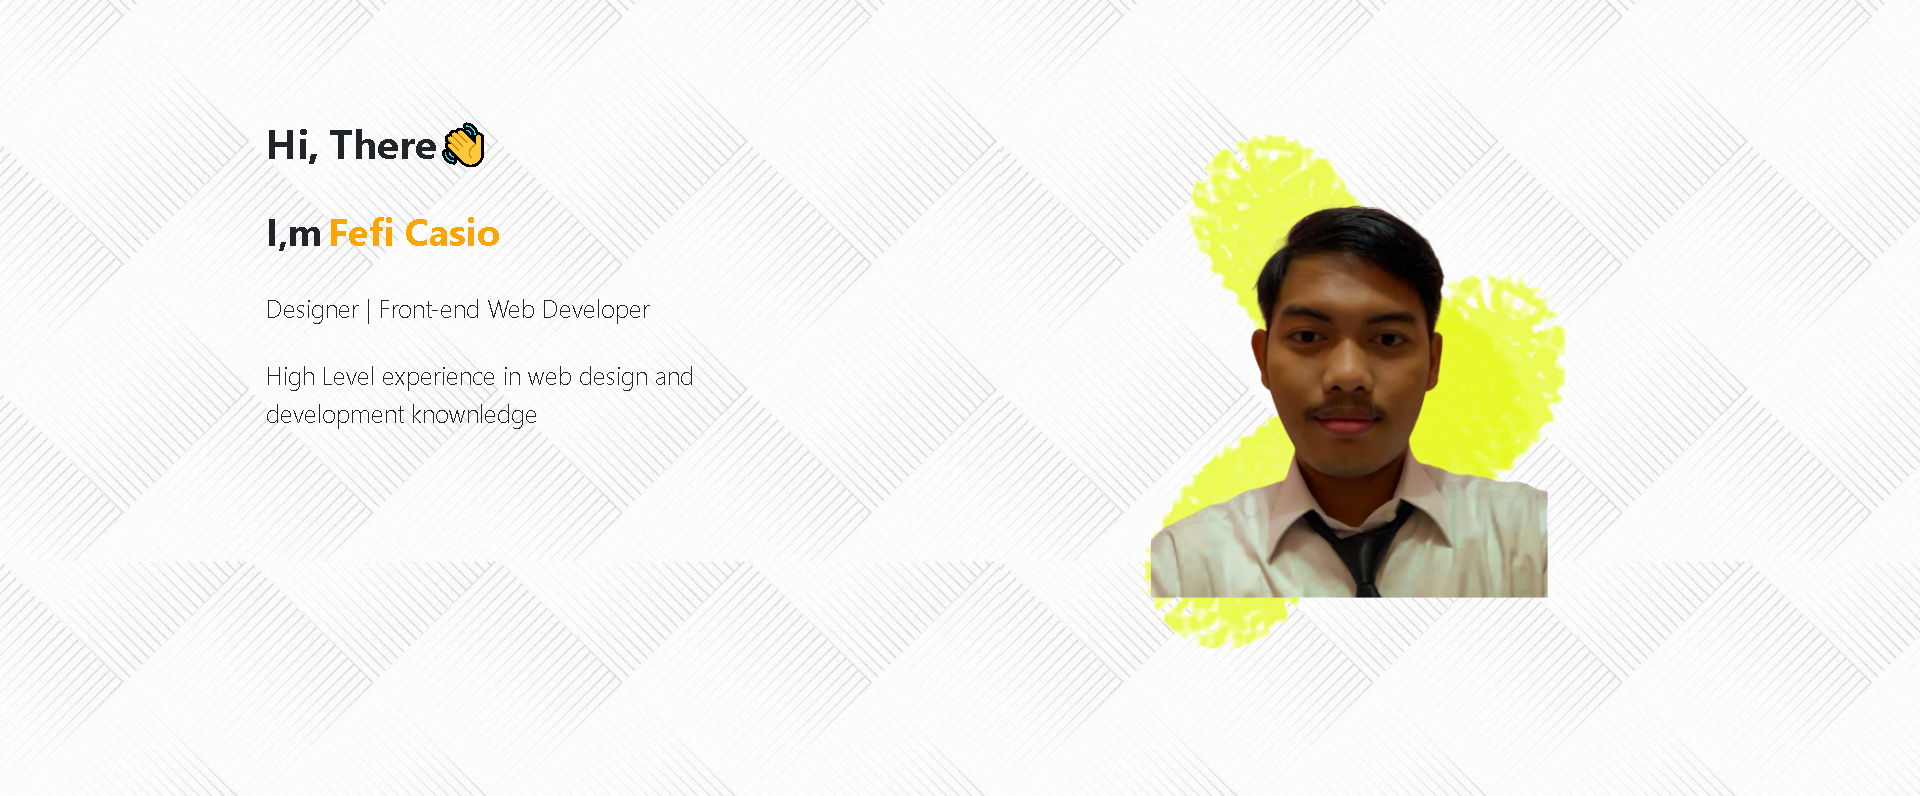 Hi, There👋
I,m Fefi Casio
Designer | Front-end Web Developer
High Level experience in web design and
development knownledge